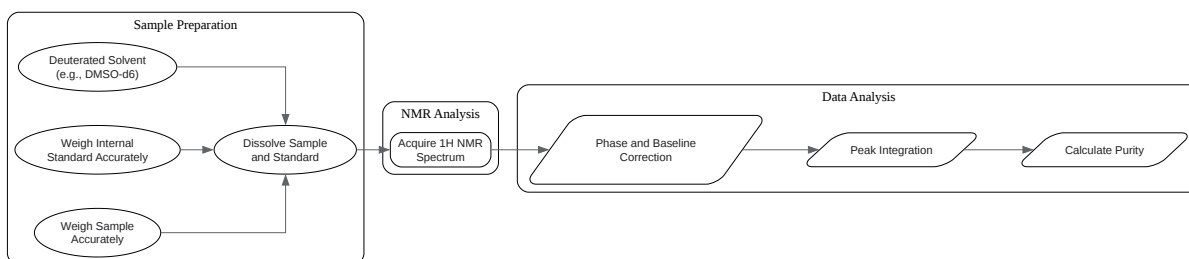 Sample Preparation
Deuterated Solvent
(e.g., DMSO-d6)
Weigh Internal
Standard Accurately
Weigh Sample
Accurately
Dissolve Sample
and Standard
NMR Analysis
Acquire 1H NMR
Spectrum
Data Analysis
Phase and Baseline
Correction
Peak Integration
Calculate Purity